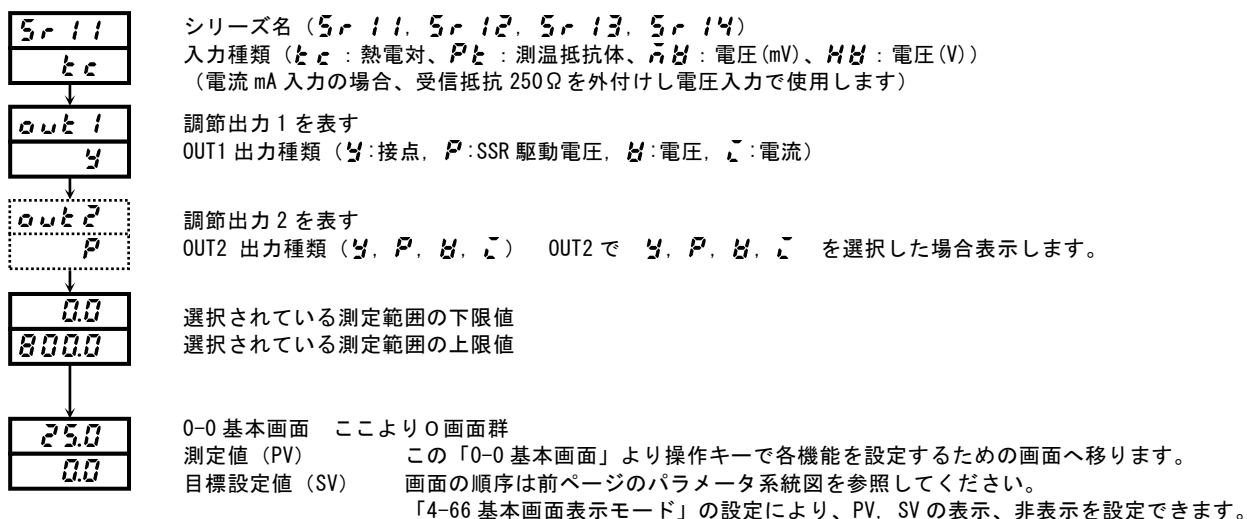 Sr11
シリーズ名（Sr11, Sr12, Sr13, Sr14）
tc
入力種類（tc：熱電対、Pt：測温抵抗体、mV：電圧(mV)、V：電圧(V)）
（電流 mA 入力の場合、受信抵抗 250Ωを外付けし電圧入力で使用します）
out1
調節出力 1 を表す
Y
OUT1 出力種類（Y:接点, P:SSR 駆動電圧, V:電圧, I:電流）
out2
調節出力 2 を表す
P
OUT2 出力種類（Y, P, V, I） OUT2 で Y, P, V, I を選択した場合表示します。
0.0
選択されている測定範囲の下限値
800.0
選択されている測定範囲の上限値
25.0
0-0 基本画面 ここより０画面群
測定値（PV） この「0-0 基本画面」より操作キーで各機能を設定するための画面へ移ります。
0.0
目標設定値（SV） 画面の順序は前ページのパラメータ系統図を参照してください。
「4-66 基本画面表示モード」の設定により、PV, SV の表示、非表示を設定できます。